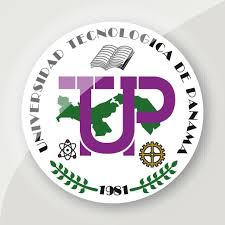 UNIVERSIDAD TECNOLOGICA DE PANAMA
UTP
1981